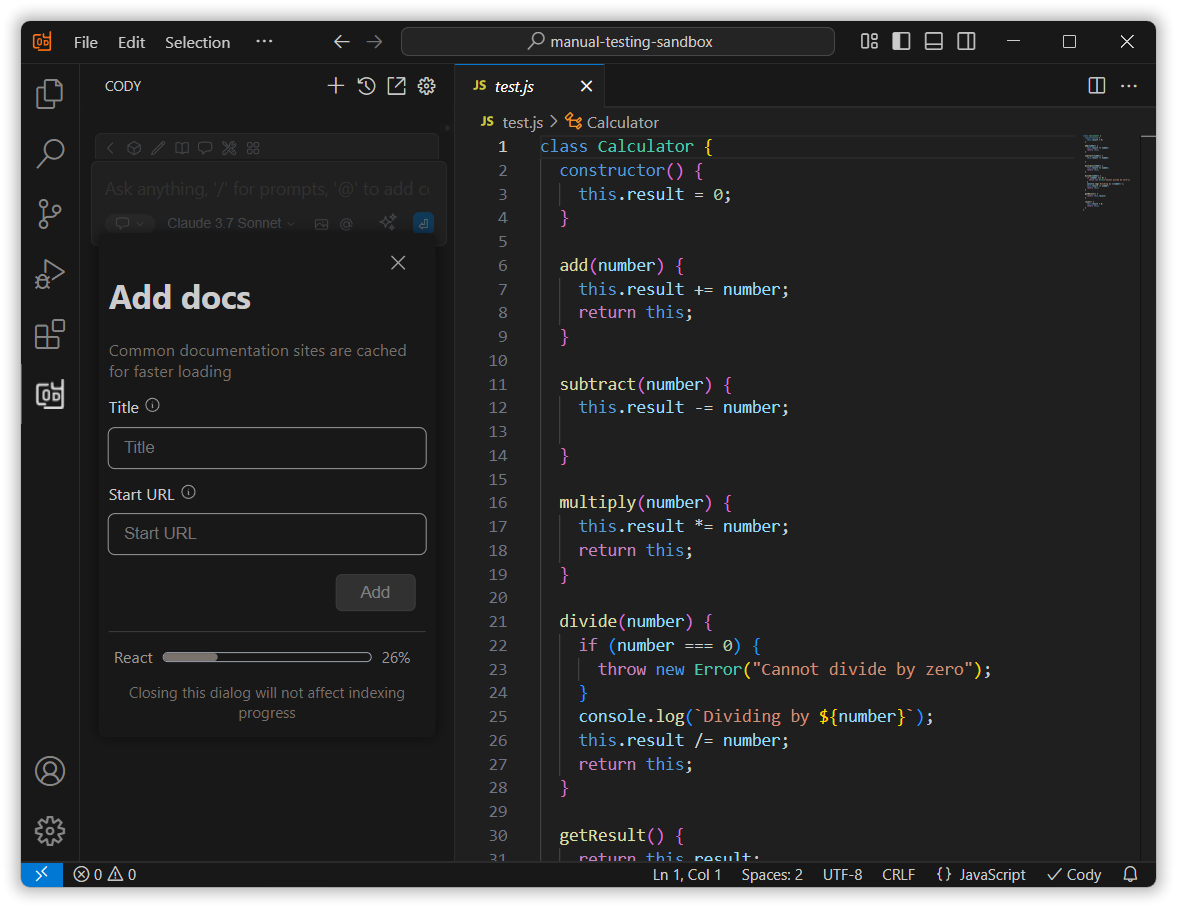 File Edit Selection ··· manual-testing-sandbox
CODY
JS test.js
JS test.js > Calculator
Ask anything, '/' for prompts, '@' to add co
Claude 3.7 Sonnet
Add docs
Common documentation sites are cached
for faster loading
Title
Title
Start URL
Start URL
Add
React 26%
Closing this dialog will not affect indexing
progress
1 class Calculator {
2   constructor() {
3     this.result = 0;
4   }
5
6   add(number) {
7     this.result += number;
8     return this;
9   }
10
11   subtract(number) {
12     this.result -= number;
13
14   }
15
16   multiply(number) {
17     this.result *= number;
18     return this;
19   }
20
21   divide(number) {
22     if (number === 0) {
23       throw new Error("Cannot divide by zero");
24     }
25     console.log(`Dividing by ${number}`);
26     this.result /= number;
27     return this;
28   }
29
30   getResult() {
31     return this.result;
0 0 Ln 1, Col 1 Spaces: 2 UTF-8 CRLF {} JavaScript ✓ Cody